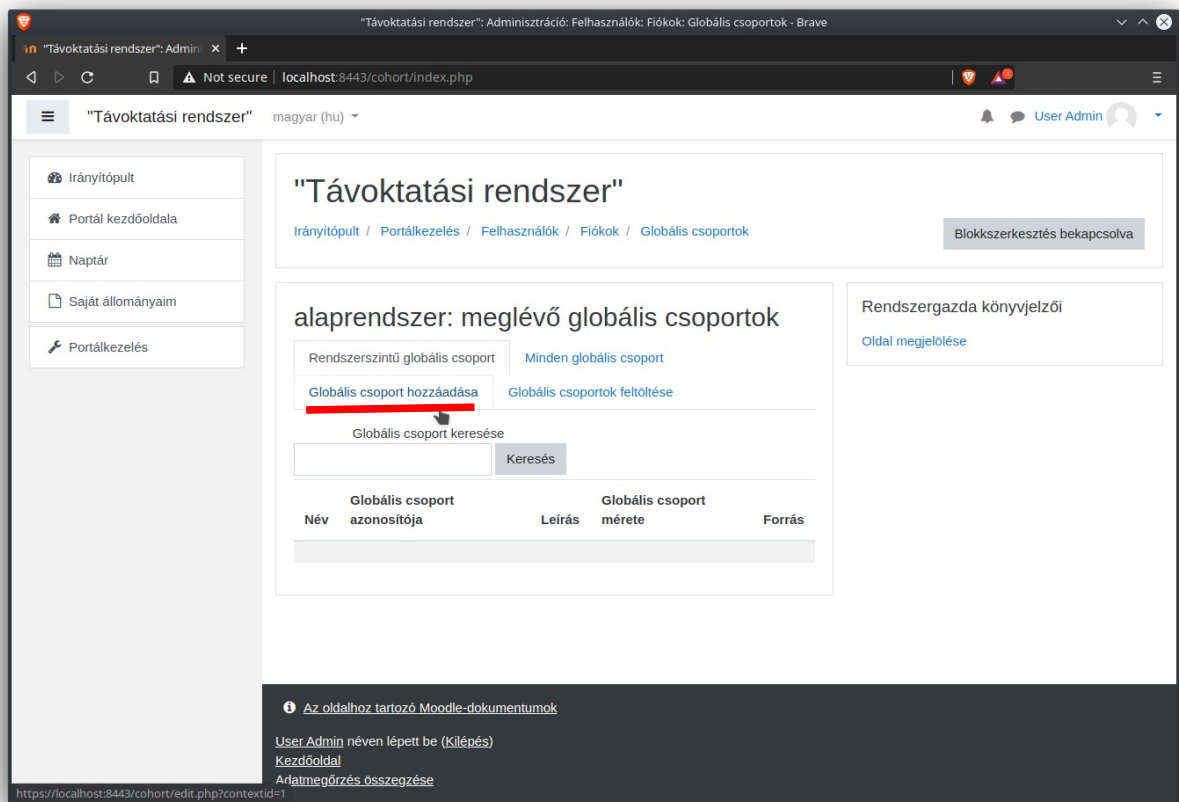 "Távoktatási rendszer": Adminisztráció: Felhasználók: Fiókok: Globális csoportok - Brave
"Távoktatási rendszer": Admini
Not secure | localhost:8443/cohort/index.php
"Távoktatási rendszer" magyar (hu) User Admin
Irányítópult
Portál kezdőoldala
Naptár
Saját állományaim
Portálkezelés
"Távoktatási rendszer"
Irányítópult / Portálkezelés / Felhasználók / Fiókok / Globális csoportok
Blokkszerkesztés bekapcsolva
alaprendszer: meglévő globális csoportok
Rendszerszintű globális csoport Minden globális csoport
Globális csoport hozzáadása Globális csoportok feltöltése
Globális csoport keresése
Keresés
Név Globális csoport azonosítója Leírás Globális csoport mérete Forrás
Rendszergazda könyvjelzői
Oldal megjelölése
Az oldalhoz tartozó Moodle-dokumentumok
User Admin néven lépett be (Kilépés)
Kezdőoldal
Adatmegőrzés összegzése
https://localhost:8443/cohort/edit.php?contextid=1